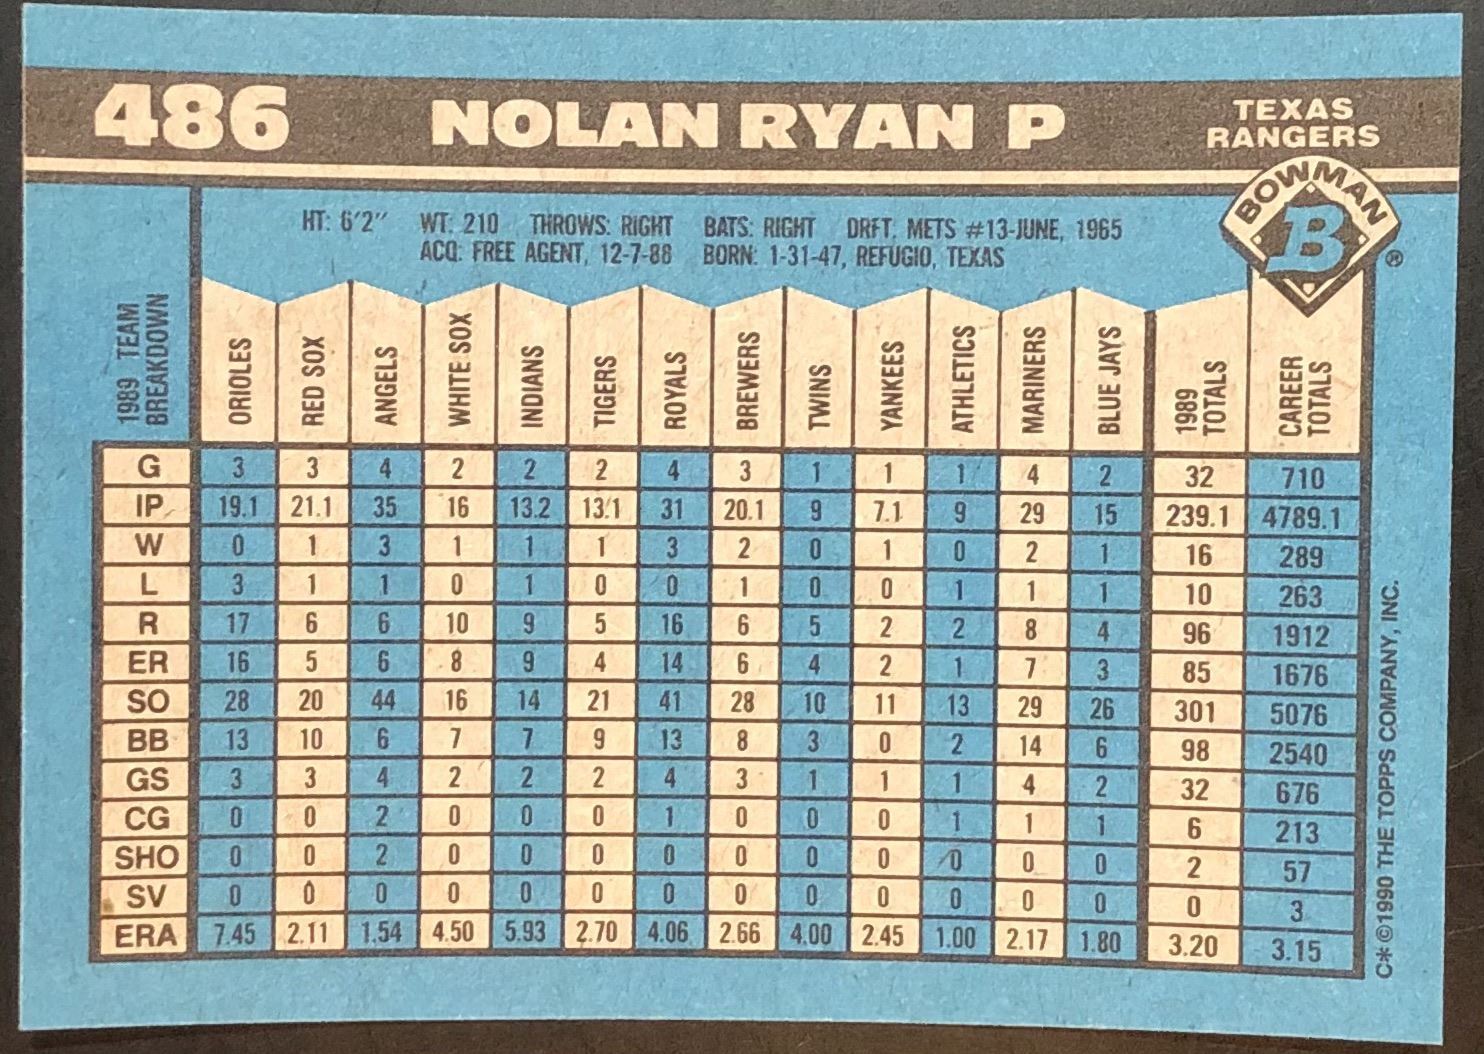 486 NOLAN RYAN P TEXAS RANGERS
BOWMAN
B
®
HT: 6'2" WT: 210 THROWS: RIGHT BATS: RIGHT DRFT: METS #13-JUNE, 1965
ACQ: FREE AGENT, 12-7-88 BORN: 1-31-47, REFUGIO, TEXAS
1989 TEAM BREAKDOWN ORIOLES RED SOX ANGELS WHITE SOX INDIANS TIGERS ROYALS BREWERS TWINS YANKEES ATHLETICS MARINERS BLUE JAYS 1989 TOTALS CAREER TOTALS
G 3 3 4 2 2 2 4 3 1 1 1 4 2 32 710
IP 19.1 21.1 35 16 13.2 13.1 31 20.1 9 7.1 9 29 15 239.1 4789.1
W 0 1 3 1 1 1 3 2 0 1 0 2 1 16 289
L 3 1 1 0 1 0 0 1 0 0 1 1 1 10 263
R 17 6 6 10 9 5 16 6 5 2 2 8 4 96 1912
ER 16 5 6 8 9 4 14 6 4 2 1 7 3 85 1676
SO 28 20 44 16 14 21 41 28 10 11 13 29 26 301 5076
BB 13 10 6 7 7 9 13 8 3 0 2 14 6 98 2540
GS 3 3 4 2 2 2 4 3 1 1 1 4 2 32 676
CG 0 0 2 0 0 0 1 0 0 0 1 1 1 6 213
SHO 0 0 2 0 0 0 0 0 0 0 0 0 0 2 57
SV 0 0 0 0 0 0 0 0 0 0 0 0 0 0 3
ERA 7.45 2.11 1.54 4.50 5.93 2.70 4.06 2.66 4.00 2.45 1.00 2.17 1.80 3.20 3.15
C*©1990 THE TOPPS COMPANY, INC.